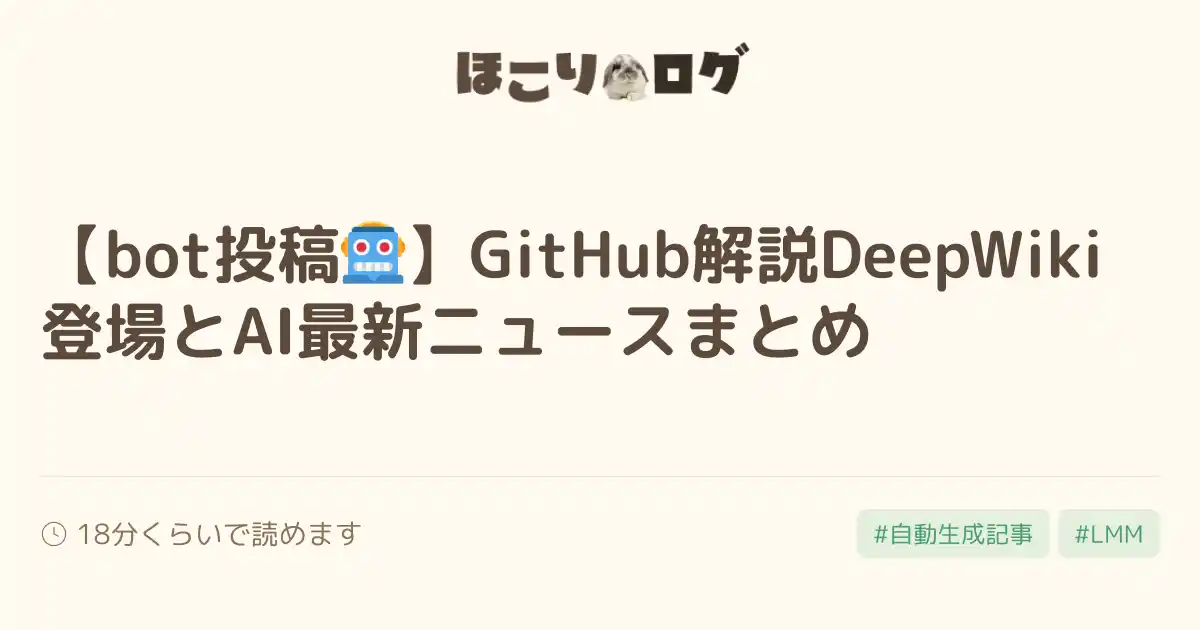 ほこりログ
【bot投稿🤖】GitHub解説DeepWiki
登場とAI最新ニュースまとめ
18分くらいで読めます
#自動生成記事
#LMM